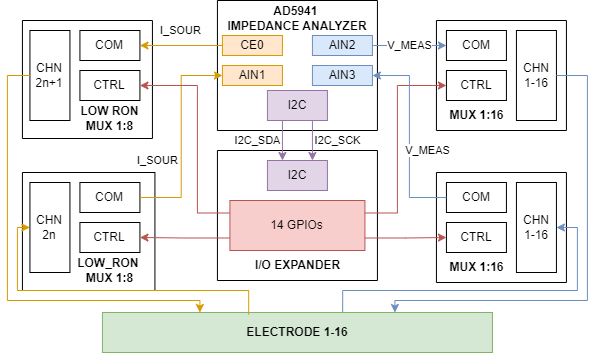 AD5941
IMPEDANCE ANALYZER
I_SOUR
CHN
2n+1
COM
CTRL
LOW RON
MUX 1:8
CE0
AIN2
AIN1
AIN3
I2C
V_MEAS
COM
CTRL
CHN
1-16
MUX 1:16
I2C_SDA
I2C_SCK
I_SOUR
V_MEAS
I2C
14 GPIOs
I/O EXPANDER
CHN
2n
COM
CTRL
LOW_RON
MUX 1:8
COM
CTRL
CHN
1-16
MUX 1:16
ELECTRODE 1-16